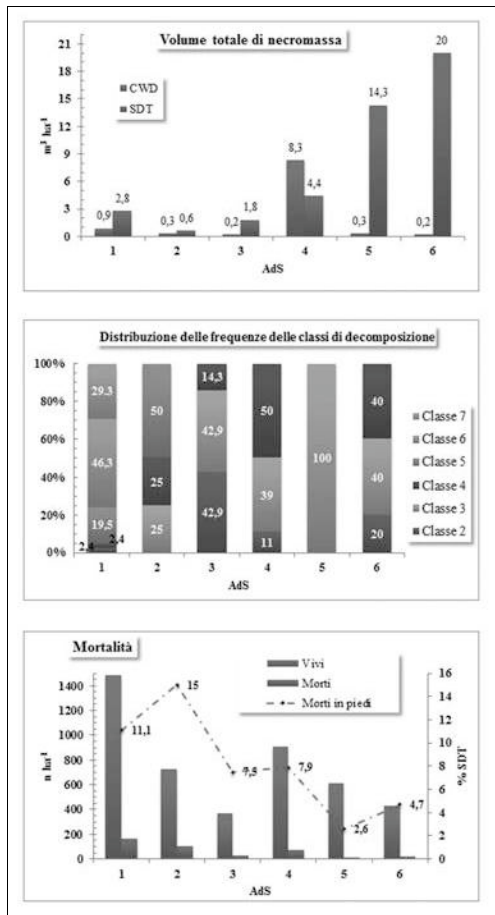 Volume totale di necromassa
21
18
15
12
9
6
3
0
m³ ha⁻¹
CWD
SDT
0,9
2,8
0,3
0,6
0,2
1,8
8,3
4,4
0,3
14,3
0,2
20
1 2 3 4 5 6
AdS
Distribuzione delle frequenze delle classi di decomposizione
100%
80%
60%
40%
20%
0%
29.3
46,3
19,5
2,4
2,4
50
25
25
14,3
42,9
42,9
50
39
11
100
40
40
20
1 2 3 4 5 6
AdS
Classe 7
Classe 6
Classe 5
Classe 4
Classe 3
Classe 2
Mortalità
Vivi
Morti
Morti in piedi
1400
1200
1000
800
600
400
200
0
n ha⁻¹
11,1
15
7,5
7,9
2,6
4,7
16
14
12
10
8
6
4
2
0
% SDT
1 2 3 4 5 6
AdS